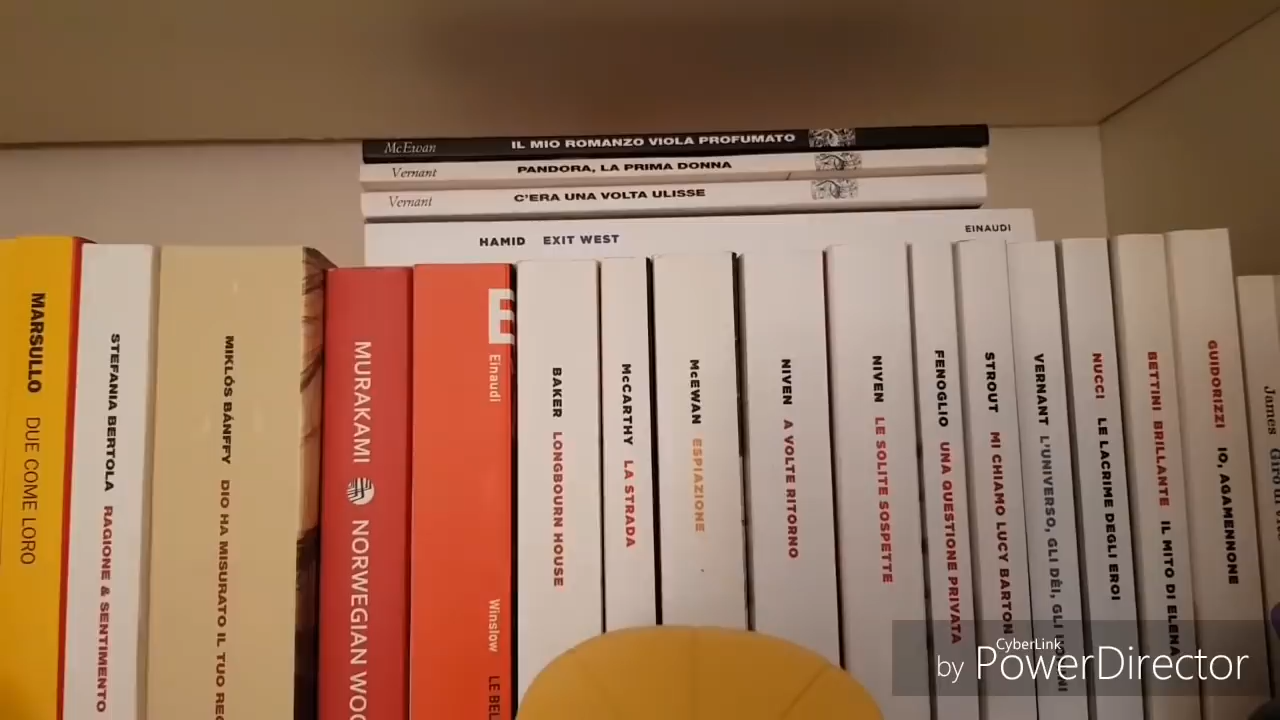 McEwan IL MIO ROMANZO VIOLA PROFUMATO
Vernant PANDORA, LA PRIMA DONNA
Vernant C'ERA UNA VOLTA ULISSE
HAMID EXIT WEST EINAUDI
MARSULLO DUE COME LORO
STEFANIA BERTOLA RAGIONE & SENTIMENTO
MIKLÓS BÁNFFY DIO HA MISURATO IL TUO
MURAKAMI NORWEGIAN
E Einaudi Winslow LE
BAKER LONGBOURN HOUSE
McCARTHY LA STRADA
McEWAN ESPIAZIONE
NIVEN A VOLTE RITORNO
NIVEN LE SOLITE SOSPETTE
FENOGLIO UNA QUESTIONE PRIVATA
STROUT MI CHIAMO LUCY BARTON
VERNANT L'UNIVERSO, GLI DÈI, GLI
NUCCI LE LACRIME DEGLI EROI
BETTINI BRILLANTE IL MITO DI ELENA
GUIDORIZZI IO, AGAMENNONE
James
CyberLink
by PowerDirector